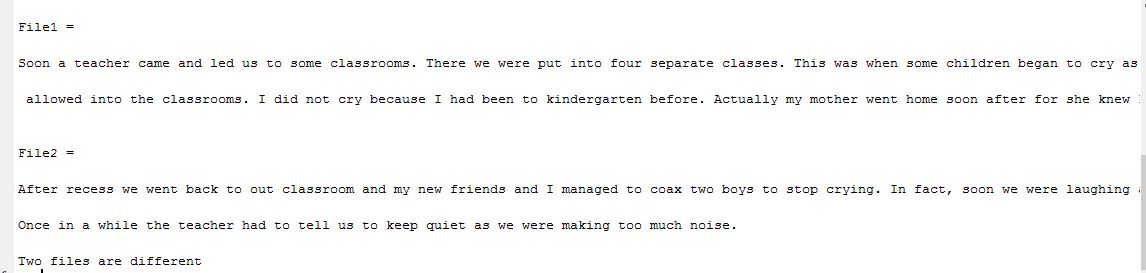 File1 =
Soon a teacher came and led us to some classrooms. There we were put into four separate classes. This was when some children began to cry as
allowed into the classrooms. I did not cry because I had been to kindergarten before. Actually my mother went home soon after for she knew
File2 =
After recess we went back to out classroom and my new friends and I managed to coax two boys to stop crying. In fact, soon we were laughing
Once in a while the teacher had to tell us to keep quiet as we were making too much noise.
Two files are different